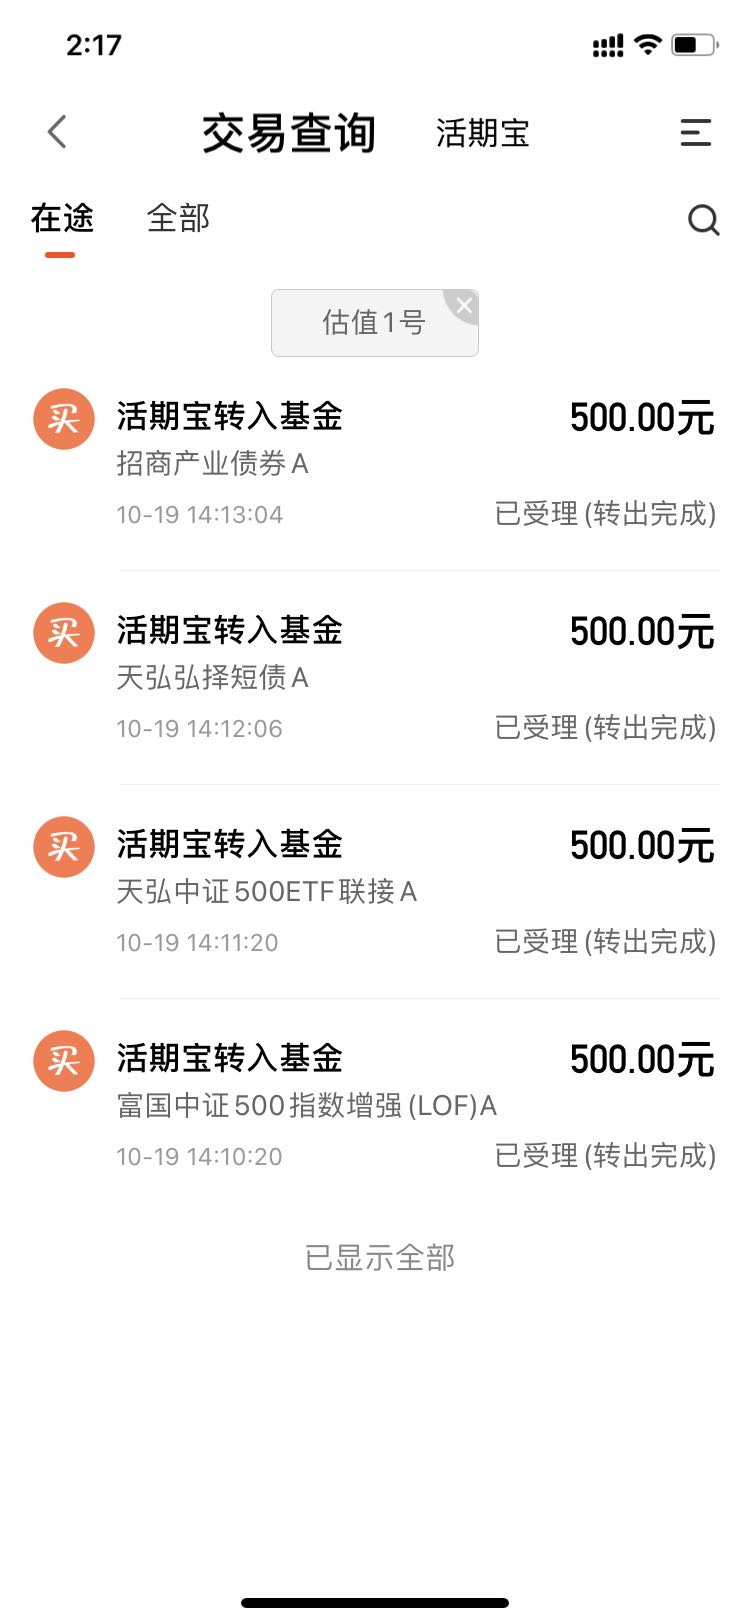 2:17
交易查询 活期宝
在途 全部
估值1号
买 活期宝转入基金 500.00元
招商产业债券A
10-19 14:13:04 已受理(转出完成)
买 活期宝转入基金 500.00元
天弘弘择短债A
10-19 14:12:06 已受理(转出完成)
买 活期宝转入基金 500.00元
天弘中证500ETF联接A
10-19 14:11:20 已受理(转出完成)
买 活期宝转入基金 500.00元
富国中证500指数增强(LOF)A
10-19 14:10:20 已受理(转出完成)
已显示全部